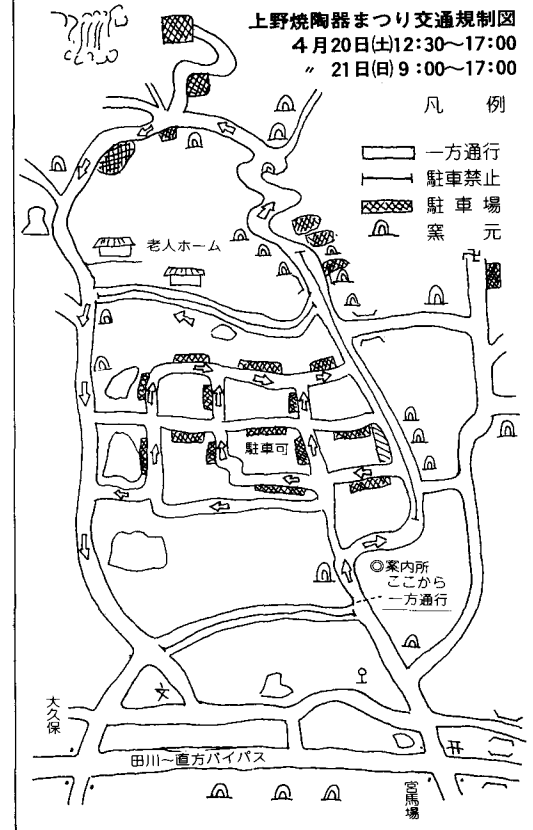 上野焼陶器まつり交通規制図
4月20日(土)12:30〜17:00
〃 21日(日)9:00〜17:00
凡 例
一方通行
駐車禁止
駐車場
窯 元
老人ホーム
駐車可
◎案内所
ここから
一方通行
大久保
田川〜直方バイパス
宮馬場